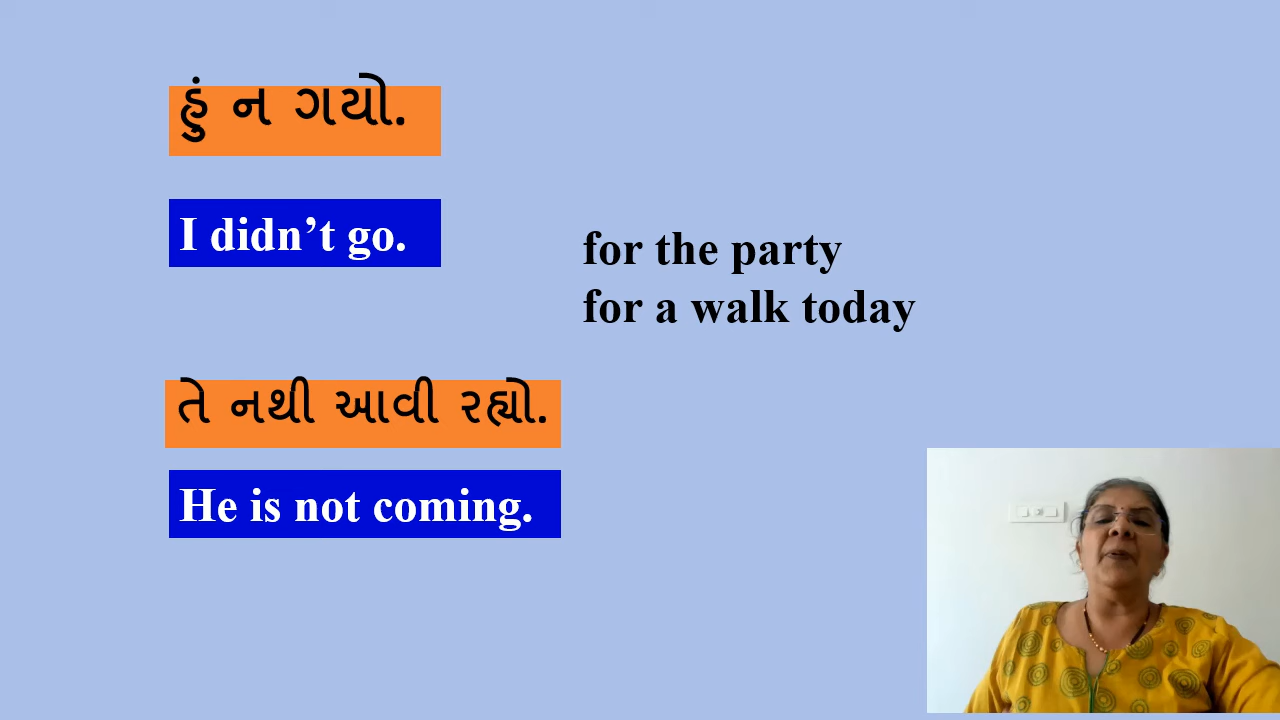 હું ન ગયો.
I didn’t go.
for the party
for a walk today
તે નથી આવી રહ્યો.
He is not coming.